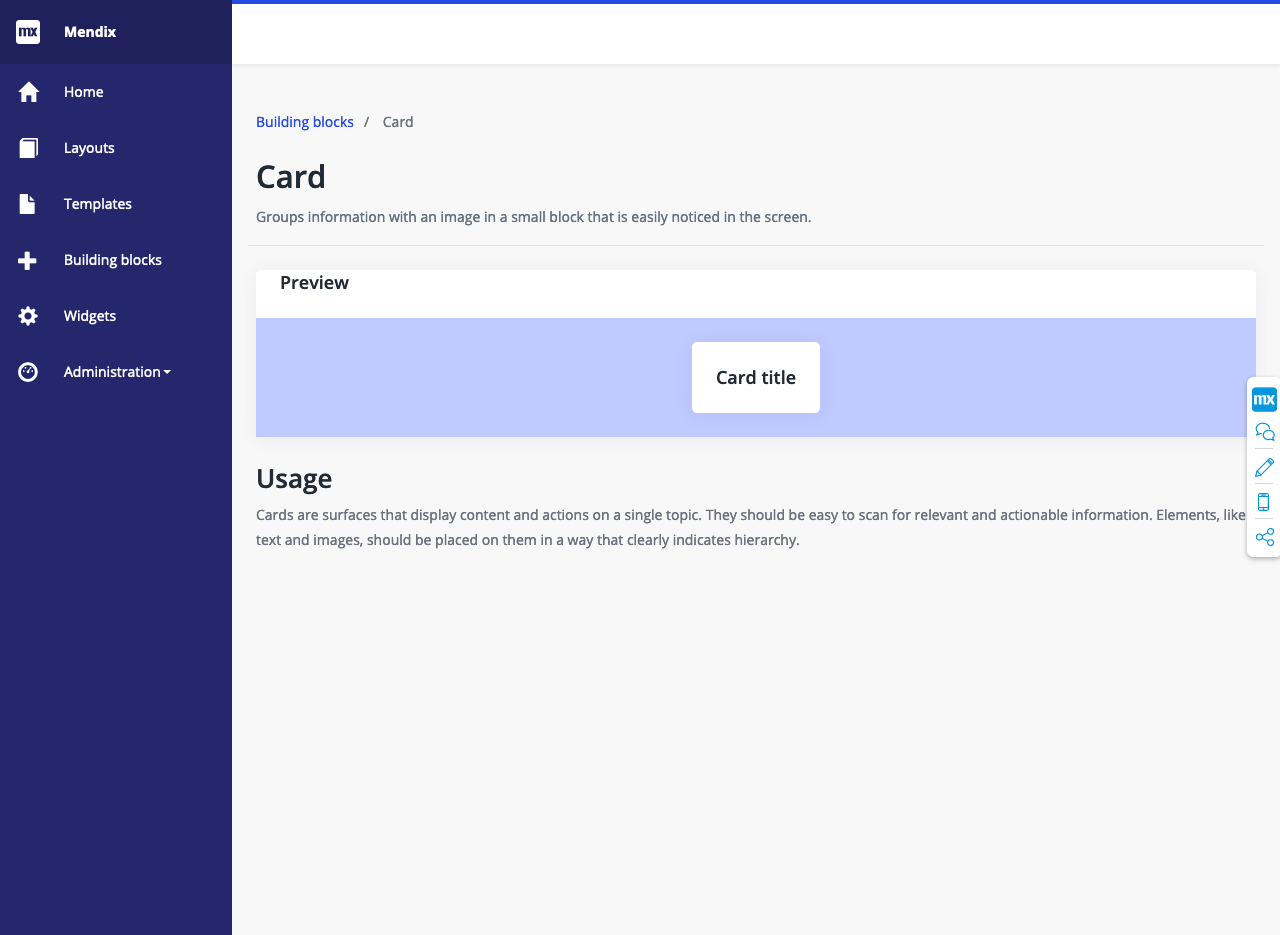 mx Mendix
Home
Layouts
Templates
Building blocks
Widgets
Administration
Building blocks / Card
Card
Groups information with an image in a small block that is easily noticed in the screen.
Preview
Card title
mx
Usage
Cards are surfaces that display content and actions on a single topic. They should be easy to scan for relevant and actionable information. Elements, like
text and images, should be placed on them in a way that clearly indicates hierarchy.